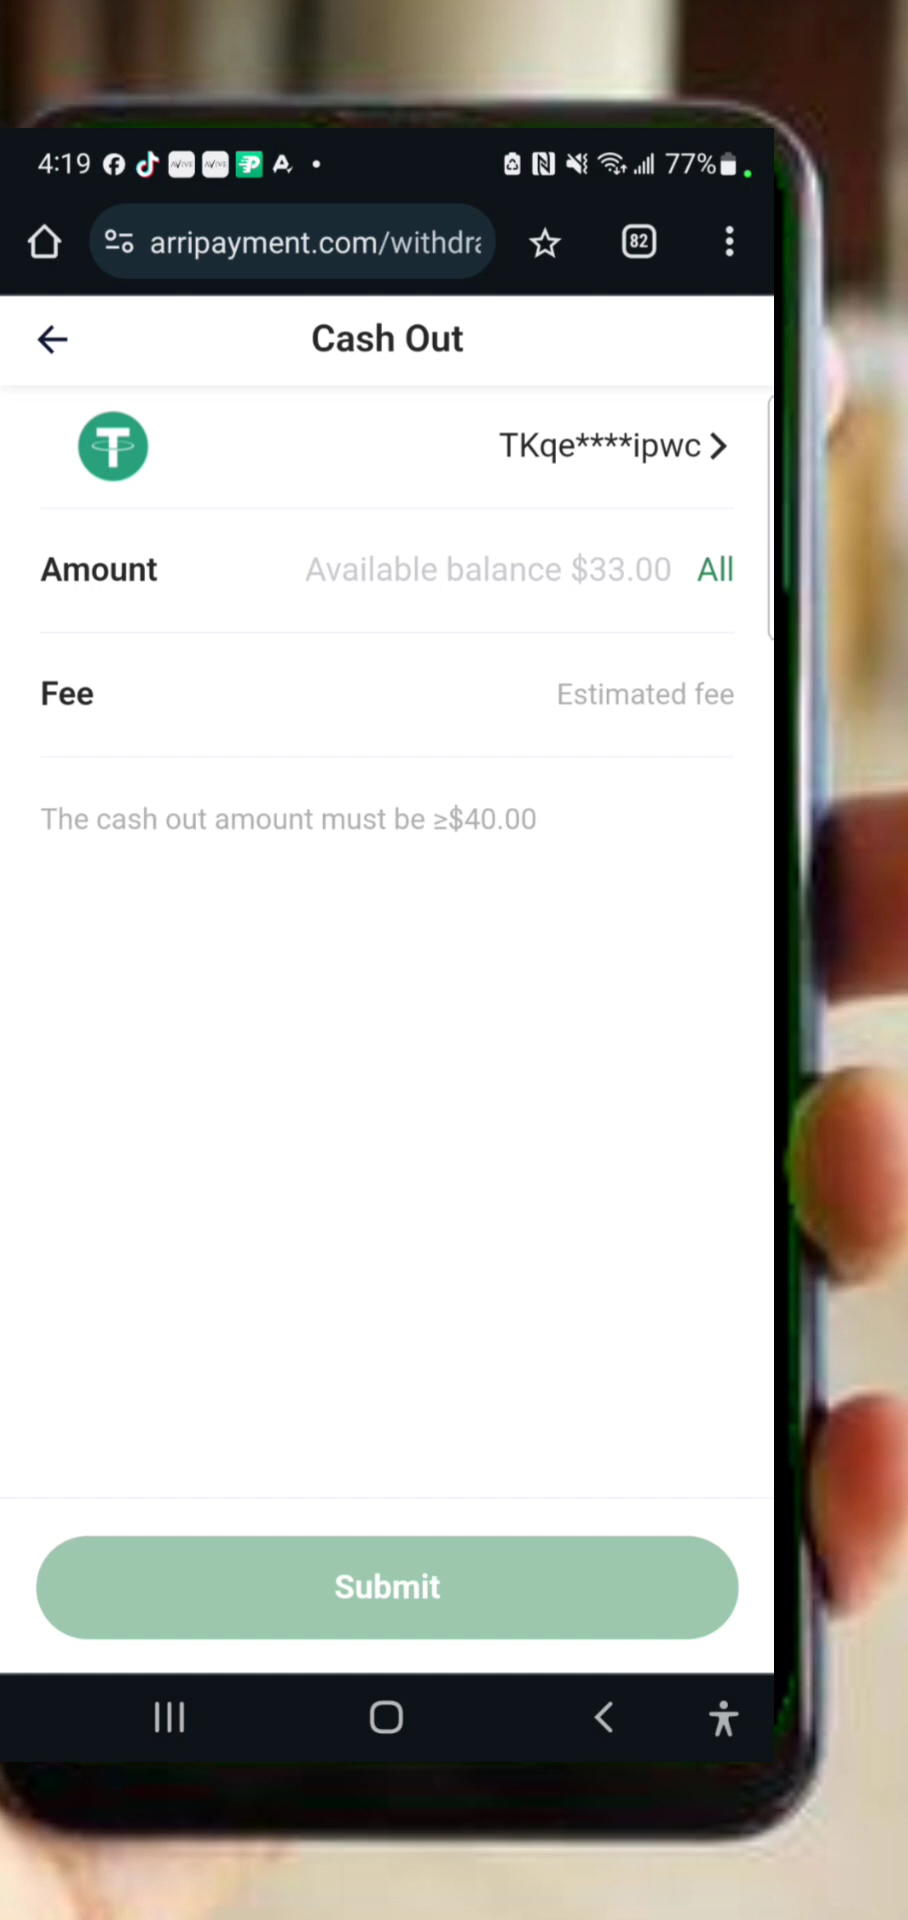 4:19
77%
82
arripayment.com/withdra
Cash Out
TKqe****ipwc
Amount Available balance $33.00 All
Fee Estimated fee
The cash out amount must be ≥$40.00
Submit